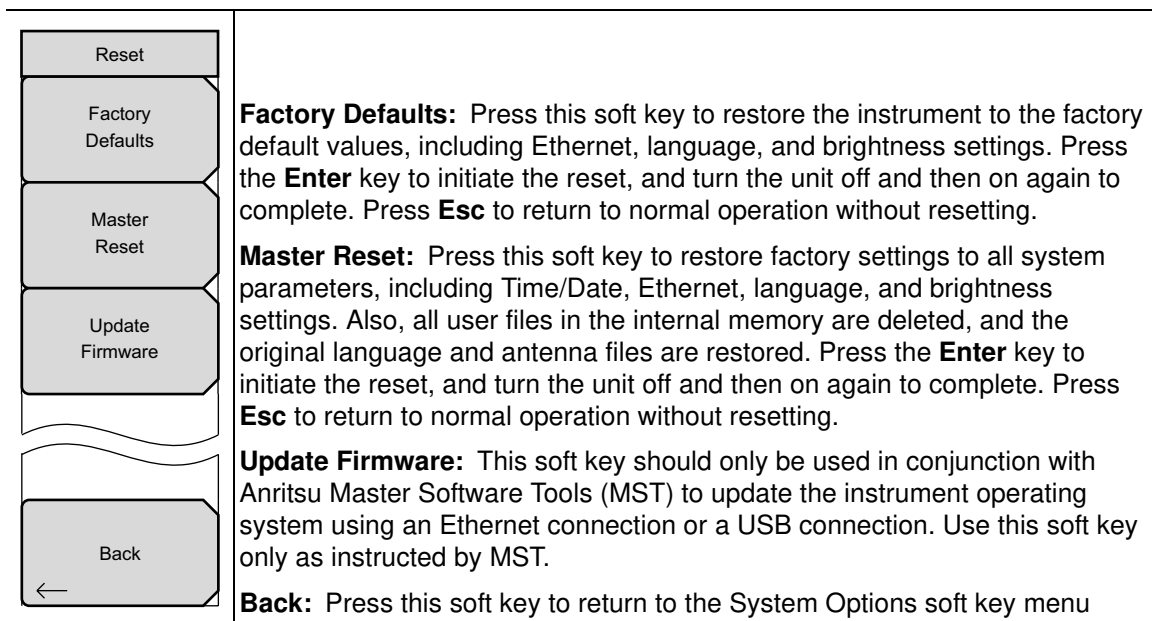 Reset
Factory
Defaults
Master
Reset
Update
Firmware
Back
←
Factory Defaults: Press this soft key to restore the instrument to the factory
default values, including Ethernet, language, and brightness settings. Press
the Enter key to initiate the reset, and turn the unit off and then on again to
complete. Press Esc to return to normal operation without resetting.
Master Reset: Press this soft key to restore factory settings to all system
parameters, including Time/Date, Ethernet, language, and brightness
settings. Also, all user files in the internal memory are deleted, and the
original language and antenna files are restored. Press the Enter key to
initiate the reset, and turn the unit off and then on again to complete. Press
Esc to return to normal operation without resetting.
Update Firmware: This soft key should only be used in conjunction with
Anritsu Master Software Tools (MST) to update the instrument operating
system using an Ethernet connection or a USB connection. Use this soft key
only as instructed by MST.
Back: Press this soft key to return to the System Options soft key menu